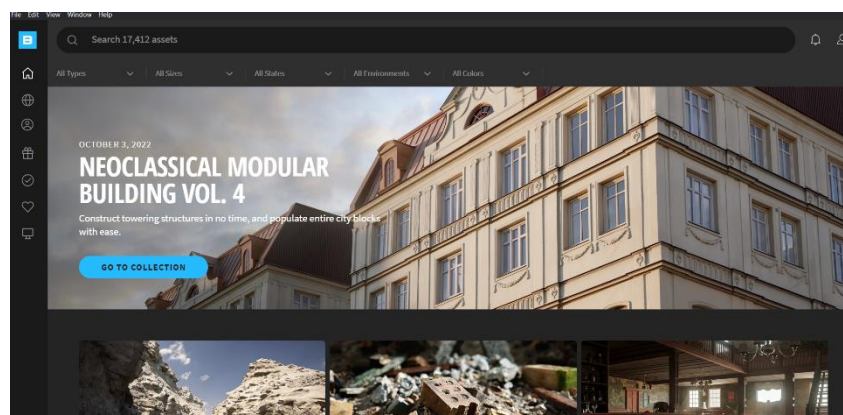 File Edit View Window Help
B
Search 17,412 assets
All Types
All Sizes
All States
All Environments
All Colors
OCTOBER 3, 2022
NEOCLASSICAL MODULAR
BUILDING VOL. 4
Construct towering structures in no time, and populate entire city blocks
with ease.
GO TO COLLECTION